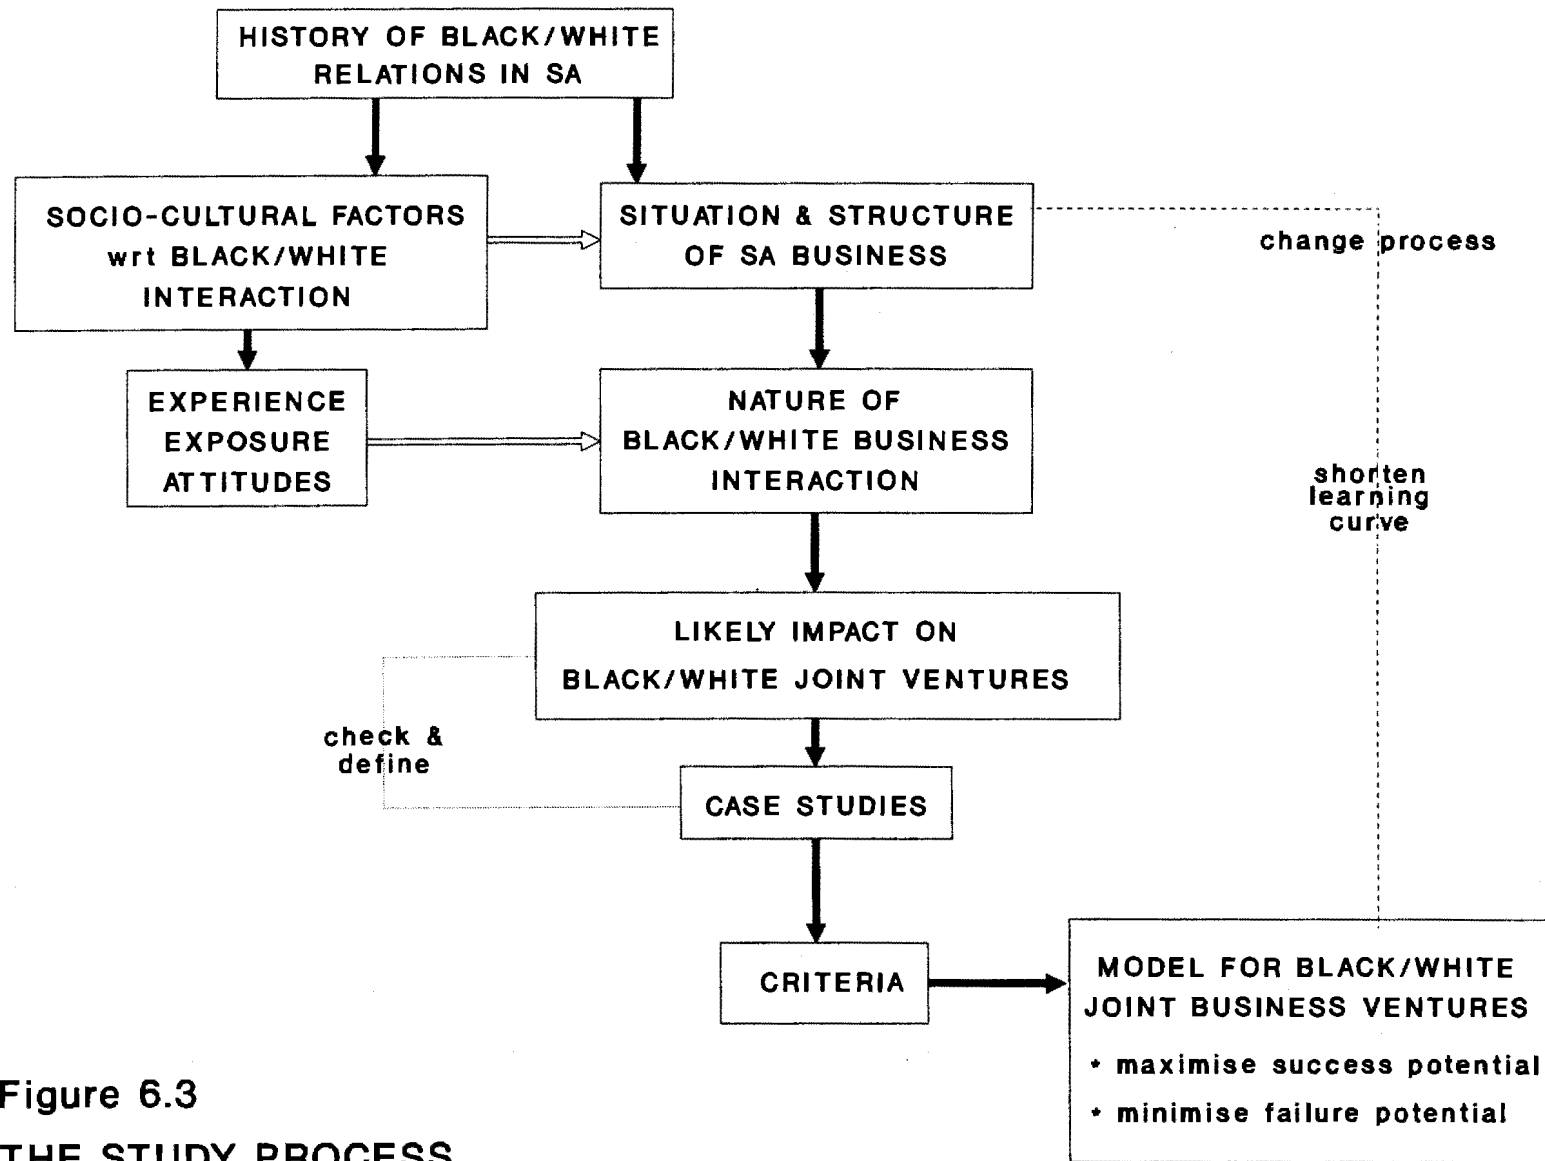 HISTORY OF BLACK/WHITE
RELATIONS IN SA
SOCIO-CULTURAL FACTORS
wrt BLACK/WHITE
INTERACTION
SITUATION & STRUCTURE
OF SA BUSINESS
change process
EXPERIENCE
EXPOSURE
ATTITUDES
NATURE OF
BLACK/WHITE BUSINESS
INTERACTION
shorten
learning
curve
LIKELY IMPACT ON
BLACK/WHITE JOINT VENTURES
check &
define
CASE STUDIES
CRITERIA
MODEL FOR BLACK/WHITE
JOINT BUSINESS VENTURES
* maximise success potential
* minimise failure potential
Figure 6.3
THE STUDY PROCESS